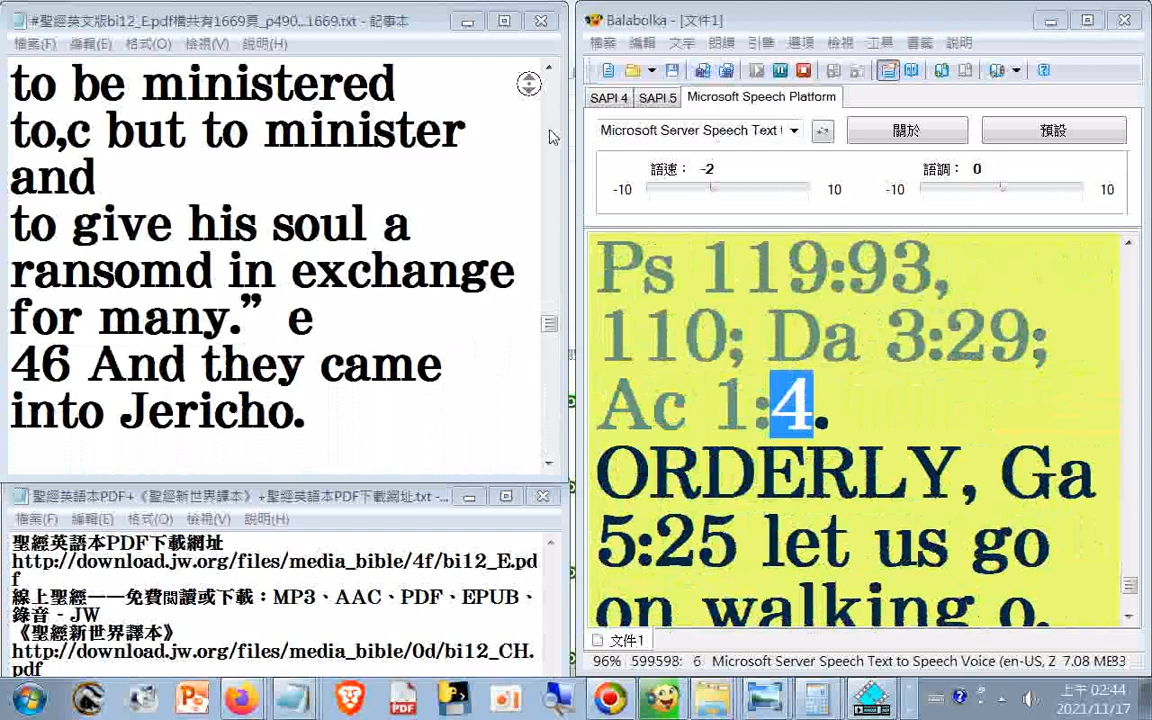 #聖經英文版bi12_E.pdf檔共有1669頁_p490...1669.txt - 記事本
檔案(F) 編輯(E) 格式(O) 檢視(V) 說明(H)
to be ministered
to,c but to minister
and
to give his soul a
ransomd in exchange
for many.” e
46 And they came
into Jericho.
聖經英語本PDF+《聖經新世界譯本》+聖經英語本PDF下載網址.txt - ...
檔案(F) 編輯(E) 格式(O) 檢視(V) 說明(H)
聖經英語本PDF下載網址
http://download.jw.org/files/media_bible/4f/bi12_E.pd
f
線上聖經——免費閱讀或下載：MP3、AAC、PDF、EPUB、
錄音 - JW
《聖經新世界譯本》
http://download.jw.org/files/media_bible/0d/bi12_CH.
pdf
Balabolka - [文件1]
檔案 編輯 文字 朗讀 引擎 選項 檢視 工具 書籤 說明
SAPI 4 SAPI 5 Microsoft Speech Platform
Microsoft Server Speech Text 關於 預設
語速： -2 語調： 0
-10 10 -10 10
Ps 119:93,
110; Da 3:29;
Ac 1:4.
ORDERLY, Ga
5:25 let us go
on walking o.
文件1
96% 599598: 6 Microsoft Server Speech Text to Speech Voice (en-US, Z 7.08 MB
上午 02:44
2021/11/17